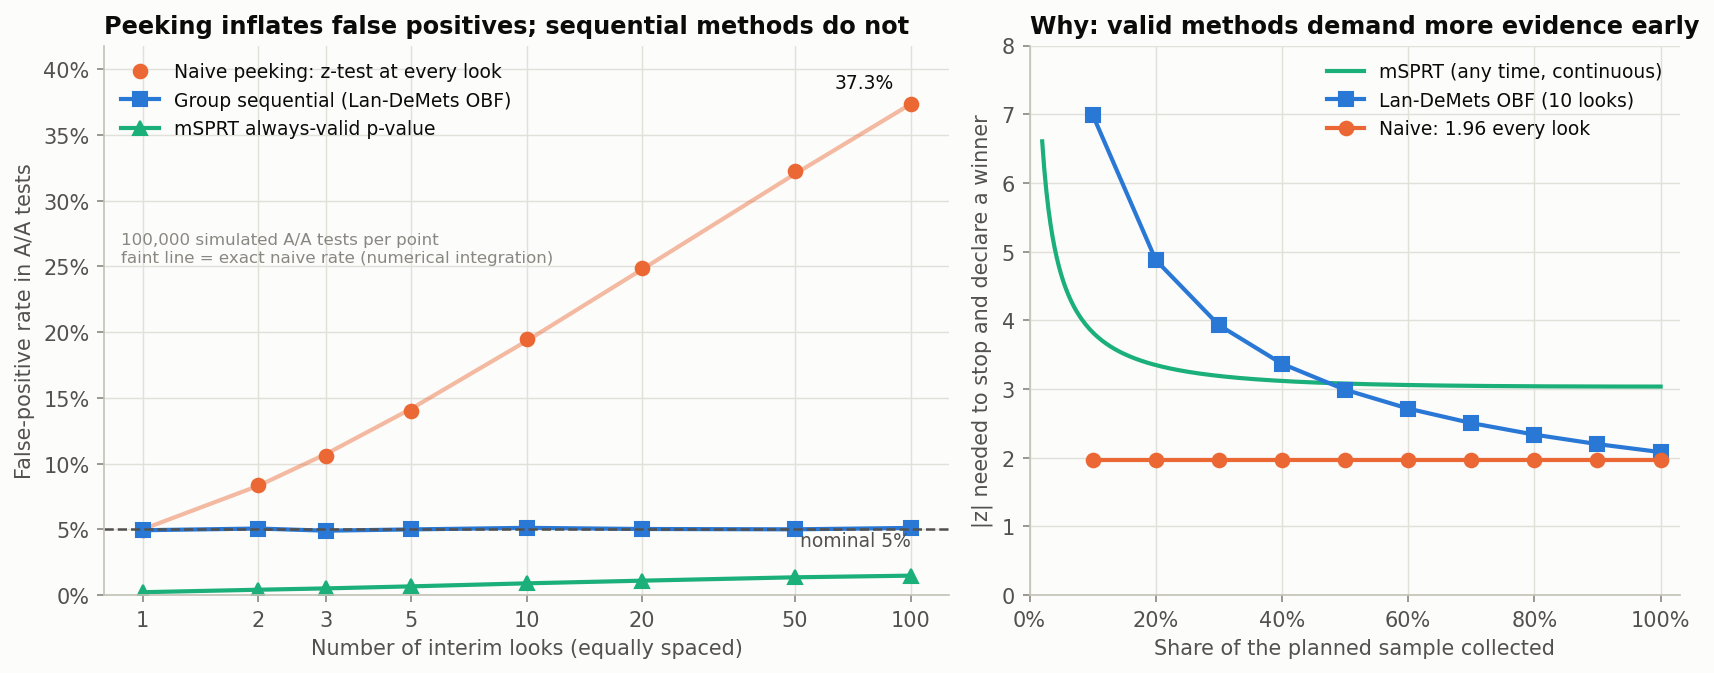 Peeking inflates false positives; sequential methods do not
Naive peeking: z-test at every look
Group sequential (Lan-DeMets OBF)
mSPRT always-valid p-value
37.3%
100,000 simulated A/A tests per point
faint line = exact naive rate (numerical integration)
nominal 5%
False-positive rate in A/A tests
40%
35%
30%
25%
20%
15%
10%
5%
0%
1 2 3 5 10 20 50 100
Number of interim looks (equally spaced)
Why: valid methods demand more evidence early
mSPRT (any time, continuous)
Lan-DeMets OBF (10 looks)
Naive: 1.96 every look
|z| needed to stop and declare a winner
8
7
6
5
4
3
2
1
0
0% 20% 40% 60% 80% 100%
Share of the planned sample collected